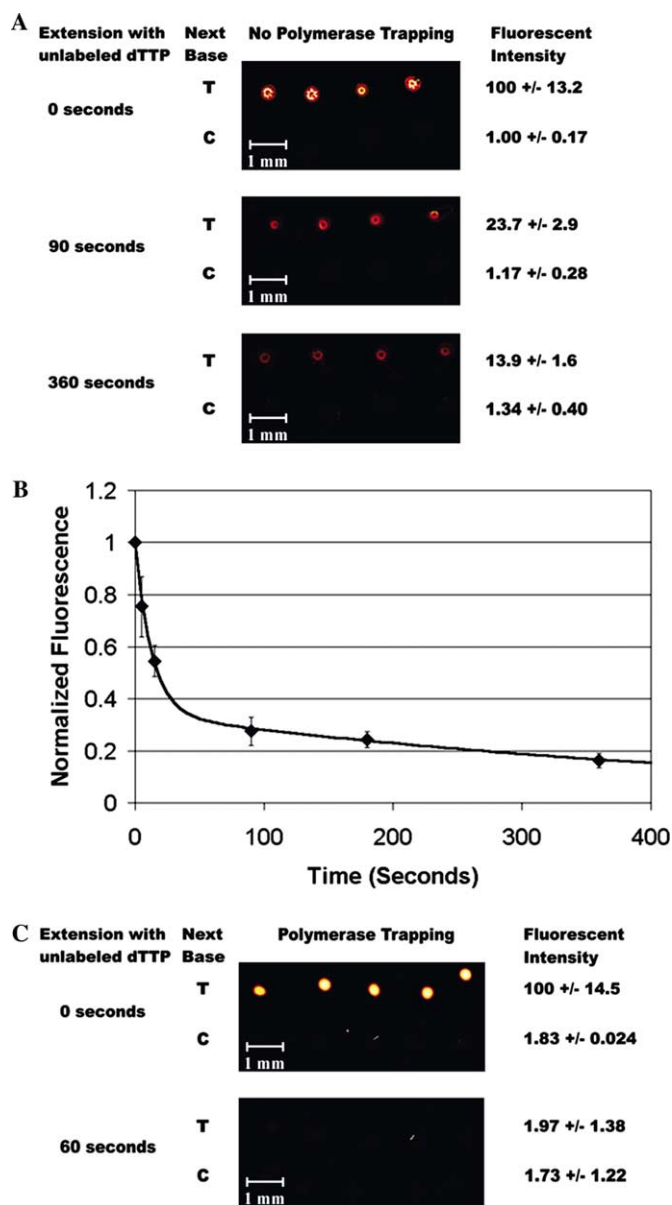 A
Extension with unlabeled dTTP
Next Base
No Polymerase Trapping
Fluorescent Intensity
0 seconds
T
100 +/- 13.2
C
1.00 +/- 0.17
1 mm
90 seconds
T
23.7 +/- 2.9
C
1.17 +/- 0.28
1 mm
360 seconds
T
13.9 +/- 1.6
C
1.34 +/- 0.40
1 mm
B
Normalized Fluorescence
1.2
1
0.8
0.6
0.4
0.2
0
0
100
200
300
400
Time (Seconds)
C
Extension with unlabeled dTTP
Next Base
Polymerase Trapping
Fluorescent Intensity
0 seconds
T
100 +/- 14.5
C
1.83 +/- 0.024
1 mm
60 seconds
T
1.97 +/- 1.38
C
1.73 +/- 1.22
1 mm